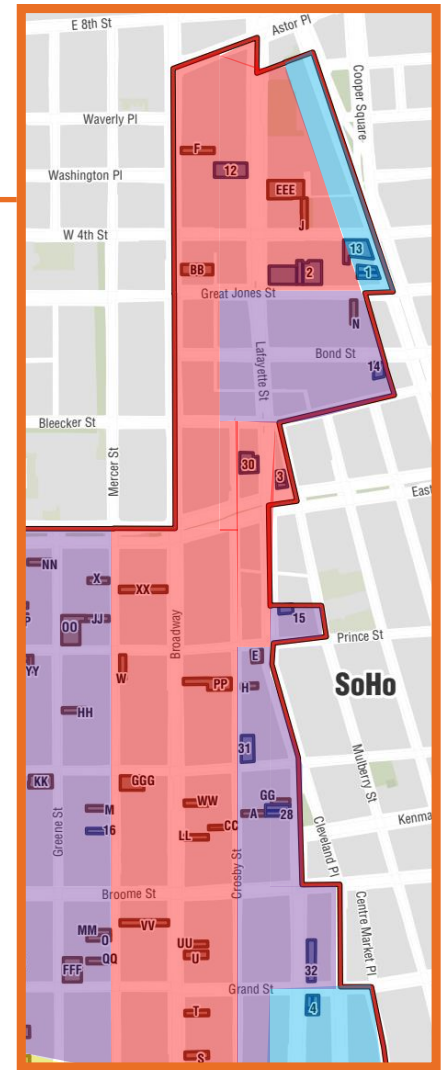 E 8th St
Astor Pl
Cooper Square
Waverly Pl
F
12
Washington Pl
EEE
J
W 4th St
13
BB
2
1
Great Jones St
N
Lafayette St
Bond St
14
Bleecker St
Mercer St
30
3
East
NN
X
XX
P
OO
JJ
15
Broadway
Prince St
YY
W
E
PP
H
SoHo
HH
31
Mulberry St
KK
GGG
M
WW
GG
A
28
16
CC
LL
Greene St
Crosby St
Cleveland Pl
Kenma
Broome St
Centre Market Pl
MM
O
VV
UU
U
QQ
FFF
32
Grand St
4
T
S